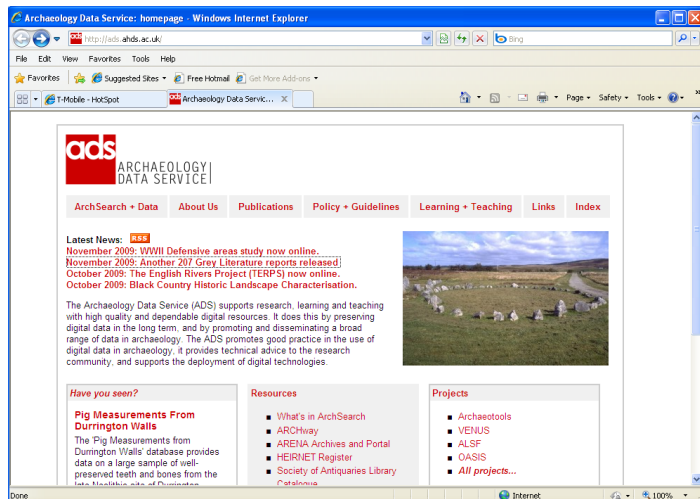 Archaeology Data Service: homepage - Windows Internet Explorer
http://ads.ahds.ac.uk/
Bing
File Edit View Favorites Tools Help
Favorites Suggested Sites Free Hotmail Get More Add-ons
T-Mobile - HotSpot ads Archaeology Data Servic... X Page Safety Tools
ads
ARCHAEOLOGY
DATA SERVICE
ArchSearch + Data About Us Publications Policy + Guidelines Learning + Teaching Links Index
Latest News: RSS
November 2009: WWII Defensive areas study now online.
November 2009: Another 207 Grey Literature reports released
October 2009: The English Rivers Project (TERPS) now online.
October 2009: Black Country Historic Landscape Characterisation.
The Archaeology Data Service (ADS) supports research, learning and teaching
with high quality and dependable digital resources. It does this by preserving
digital data in the long term, and by promoting and disseminating a broad
range of data in archaeology. The ADS promotes good practice in the use of
digital data in archaeology, it provides technical advice to the research
community, and supports the deployment of digital technologies.
Have you seen?
Pig Measurements From
Durrington Walls
The 'Pig Measurements from
Durrington Walls' database provides
data on a large sample of well-
preserved teeth and bones from the
late Neolithic site of Durrington
Resources
What's in ArchSearch
ARCHway
ARENA Archives and Portal
HEIRNET Register
Society of Antiquaries Library
Catalogue
Projects
Archaeotools
VENUS
ALSF
OASIS
All projects...
Done Internet 100%